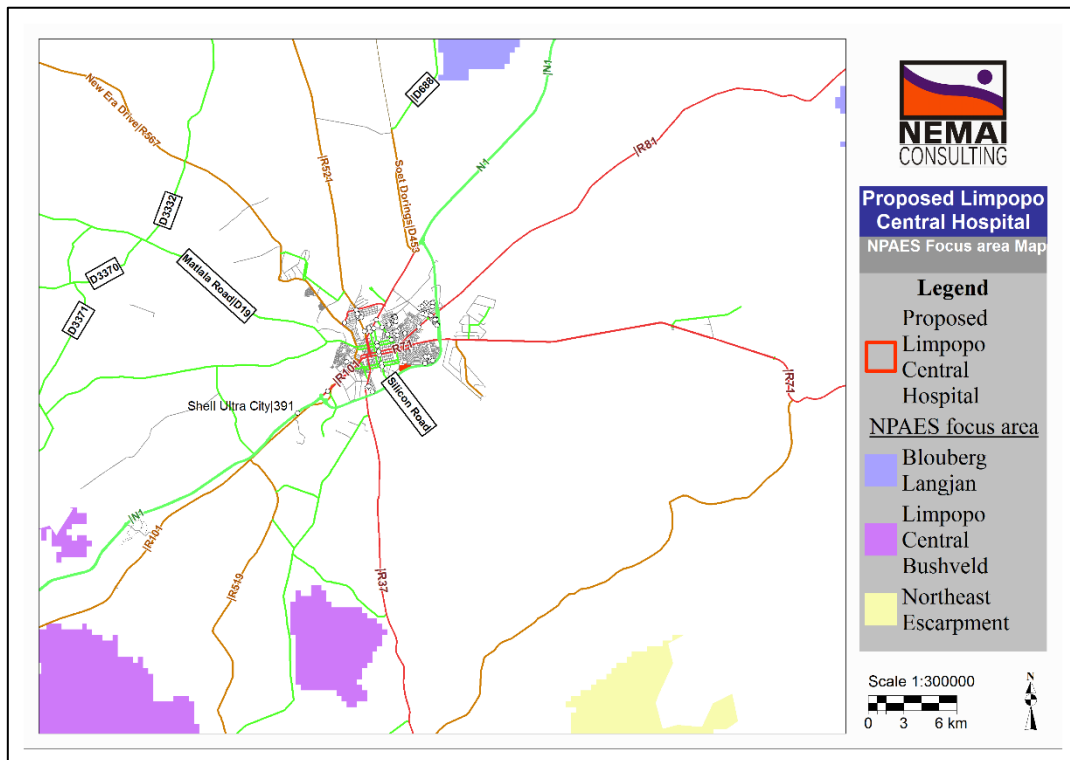 |D688
|N1
New Era Drive|R567
|R521
Soet Dorings|D453
N1
|R81
D3332
D3370
D3371
Matlala Road|D19
R71
|R101
Silicon Road
|R71
Shell Ultra City|391
|N1
|R101
|R519
|R37
NEMAI
CONSULTING
Proposed Limpopo
Central Hospital
NPAES Focus area Map
Legend
Proposed
Limpopo
Central
Hospital
NPAES focus area
Blouberg
Langjan
Limpopo
Central
Bushveld
Northeast
Escarpment
Scale 1:300000
0 3 6 km
N